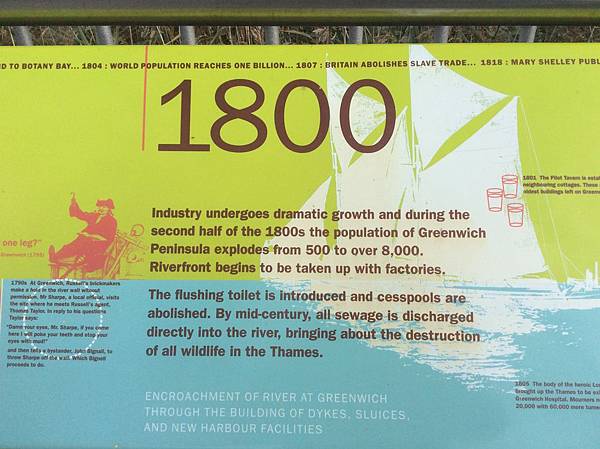 D TO BOTANY BAY... 1804 : WORLD POPULATION REACHES ONE BILLION... 1807 : BRITAIN ABOLISHES SLAVE TRADE... 1818 : MARY SHELLEY PUBL
1800
Industry undergoes dramatic growth and during the
second half of the 1800s the population of Greenwich
Peninsula explodes from 500 to over 8,000.
Riverfront begins to be taken up with factories.
The flushing toilet is introduced and cesspools are
abolished. By mid-century, all sewage is discharged
directly into the river, bringing about the destruction
of all wildlife in the Thames.
ENCROACHMENT OF RIVER AT GREENWICH
THROUGH THE BUILDING OF DYKES, SLUICES,
AND NEW HARBOUR FACILITIES
one leg?"
Greenwich (1795)
1790s At Greenwich, Russell's brickmakers
make a hole in the river wall without
permission. Mr Sharpe, a local official, visits
the site where he meets Russell's agent,
Thomas Taylor. In reply to his questions
Taylor says:
"Damn your eyes, Mr. Sharpe, if you come
here I will poke your teeth and stop your
eyes with mud!"
and then tells a bystander, John Bignall, to
throw Sharpe off the wall. Which Bignell
proceeds to do.
1801 The Pilot Tavern is estab
neighbouring cottages. These
oldest buildings left on Greenw
1805 The body of the heroic Lo
brought up the Thames to be ex
Greenwich Hospital. Mourners n
20,000 with 60,000 more turned